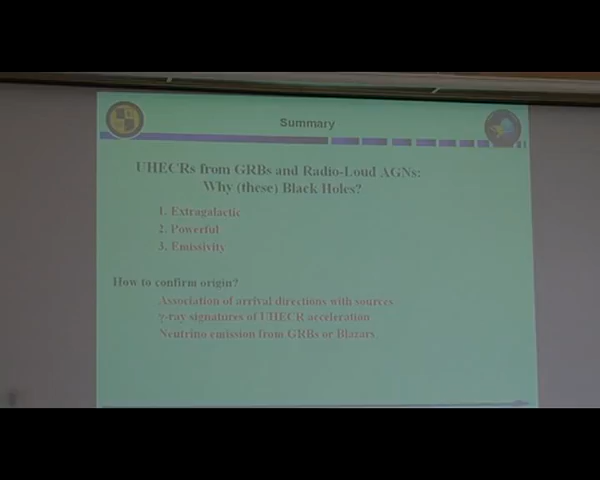 Summary
UHECRs from GRBs and Radio-Loud AGNs:
Why (these) Black Holes?
1. Extragalactic
2. Powerful
3. Emissivity
How to confirm origin?
Association of arrival directions with sources
γ-ray signatures of UHECR acceleration
Neutrino emission from GRBs or Blazars